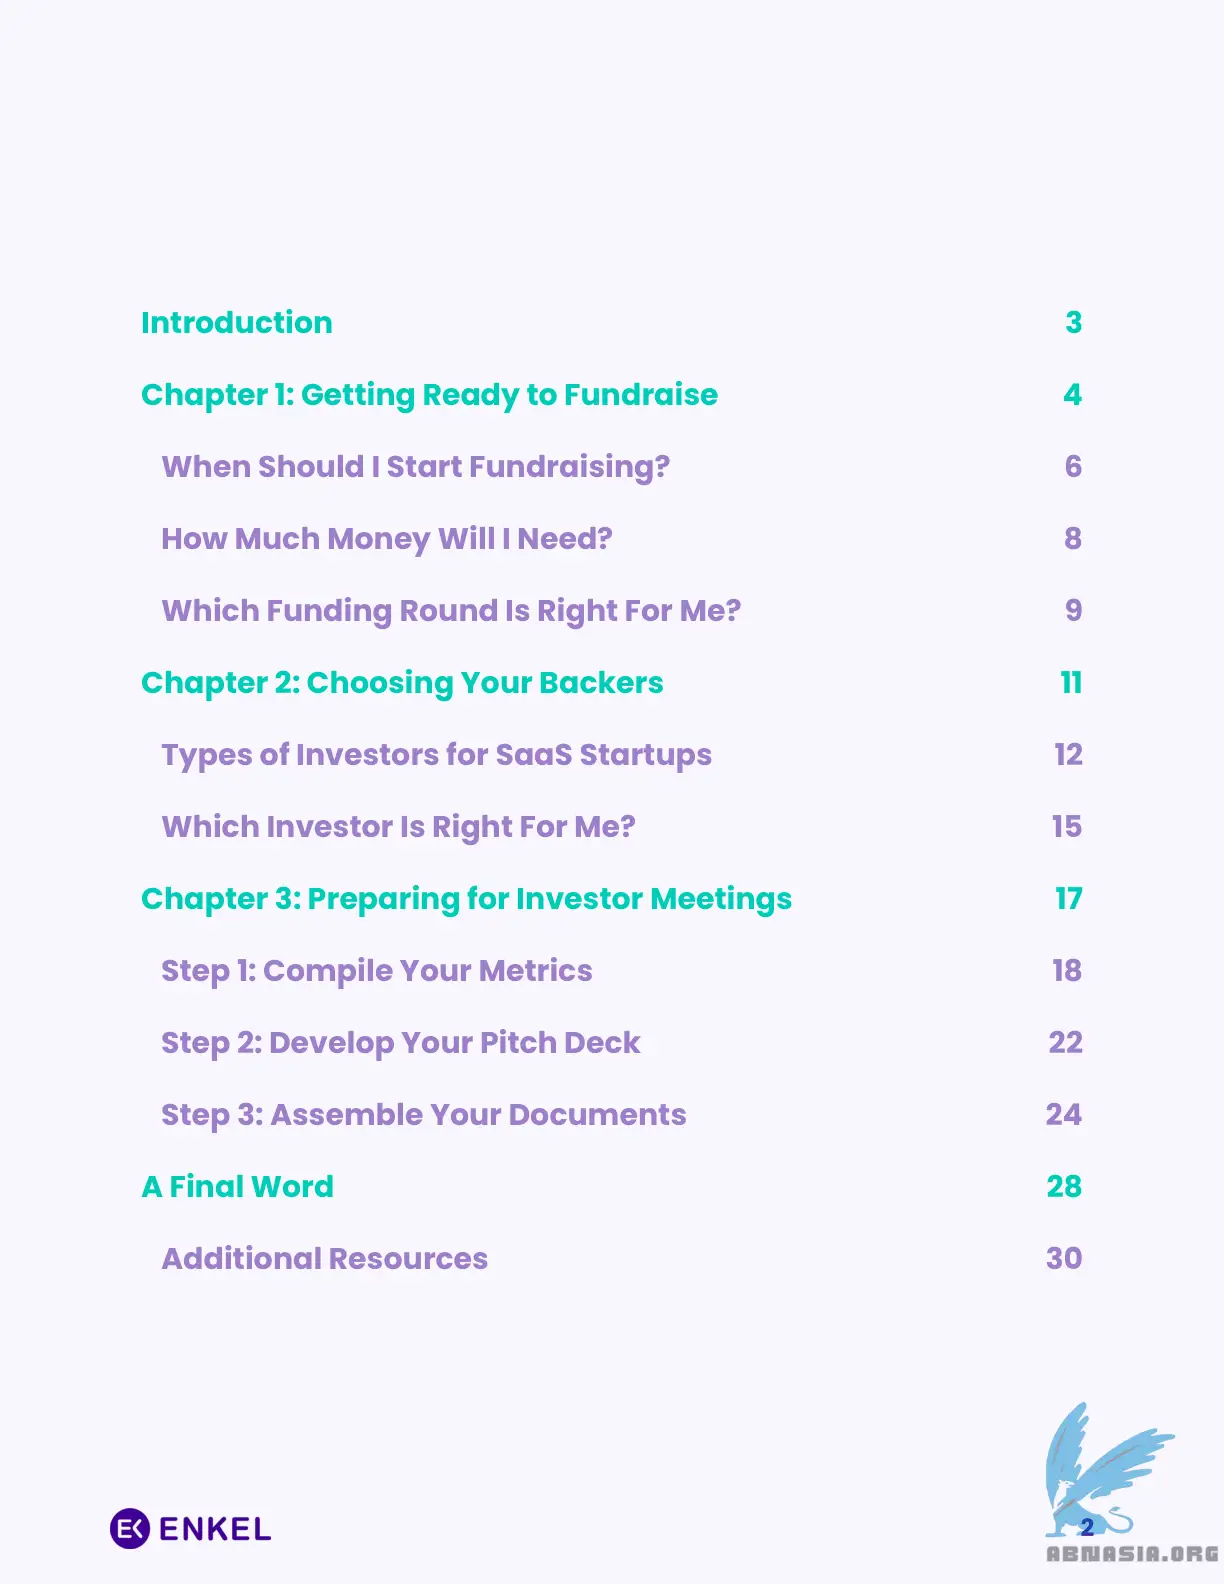 Introduction 3
Chapter 1: Getting Ready to Fundraise 4
When Should I Start Fundraising? 6
How Much Money Will I Need? 8
Which Funding Round Is Right For Me? 9
Chapter 2: Choosing Your Backers 11
Types of Investors for SaaS Startups 12
Which Investor Is Right For Me? 15
Chapter 3: Preparing for Investor Meetings 17
Step 1: Compile Your Metrics 18
Step 2: Develop Your Pitch Deck 22
Step 3: Assemble Your Documents 24
A Final Word 28
Additional Resources 30
EK ENKEL
2
ABNASIA.ORG